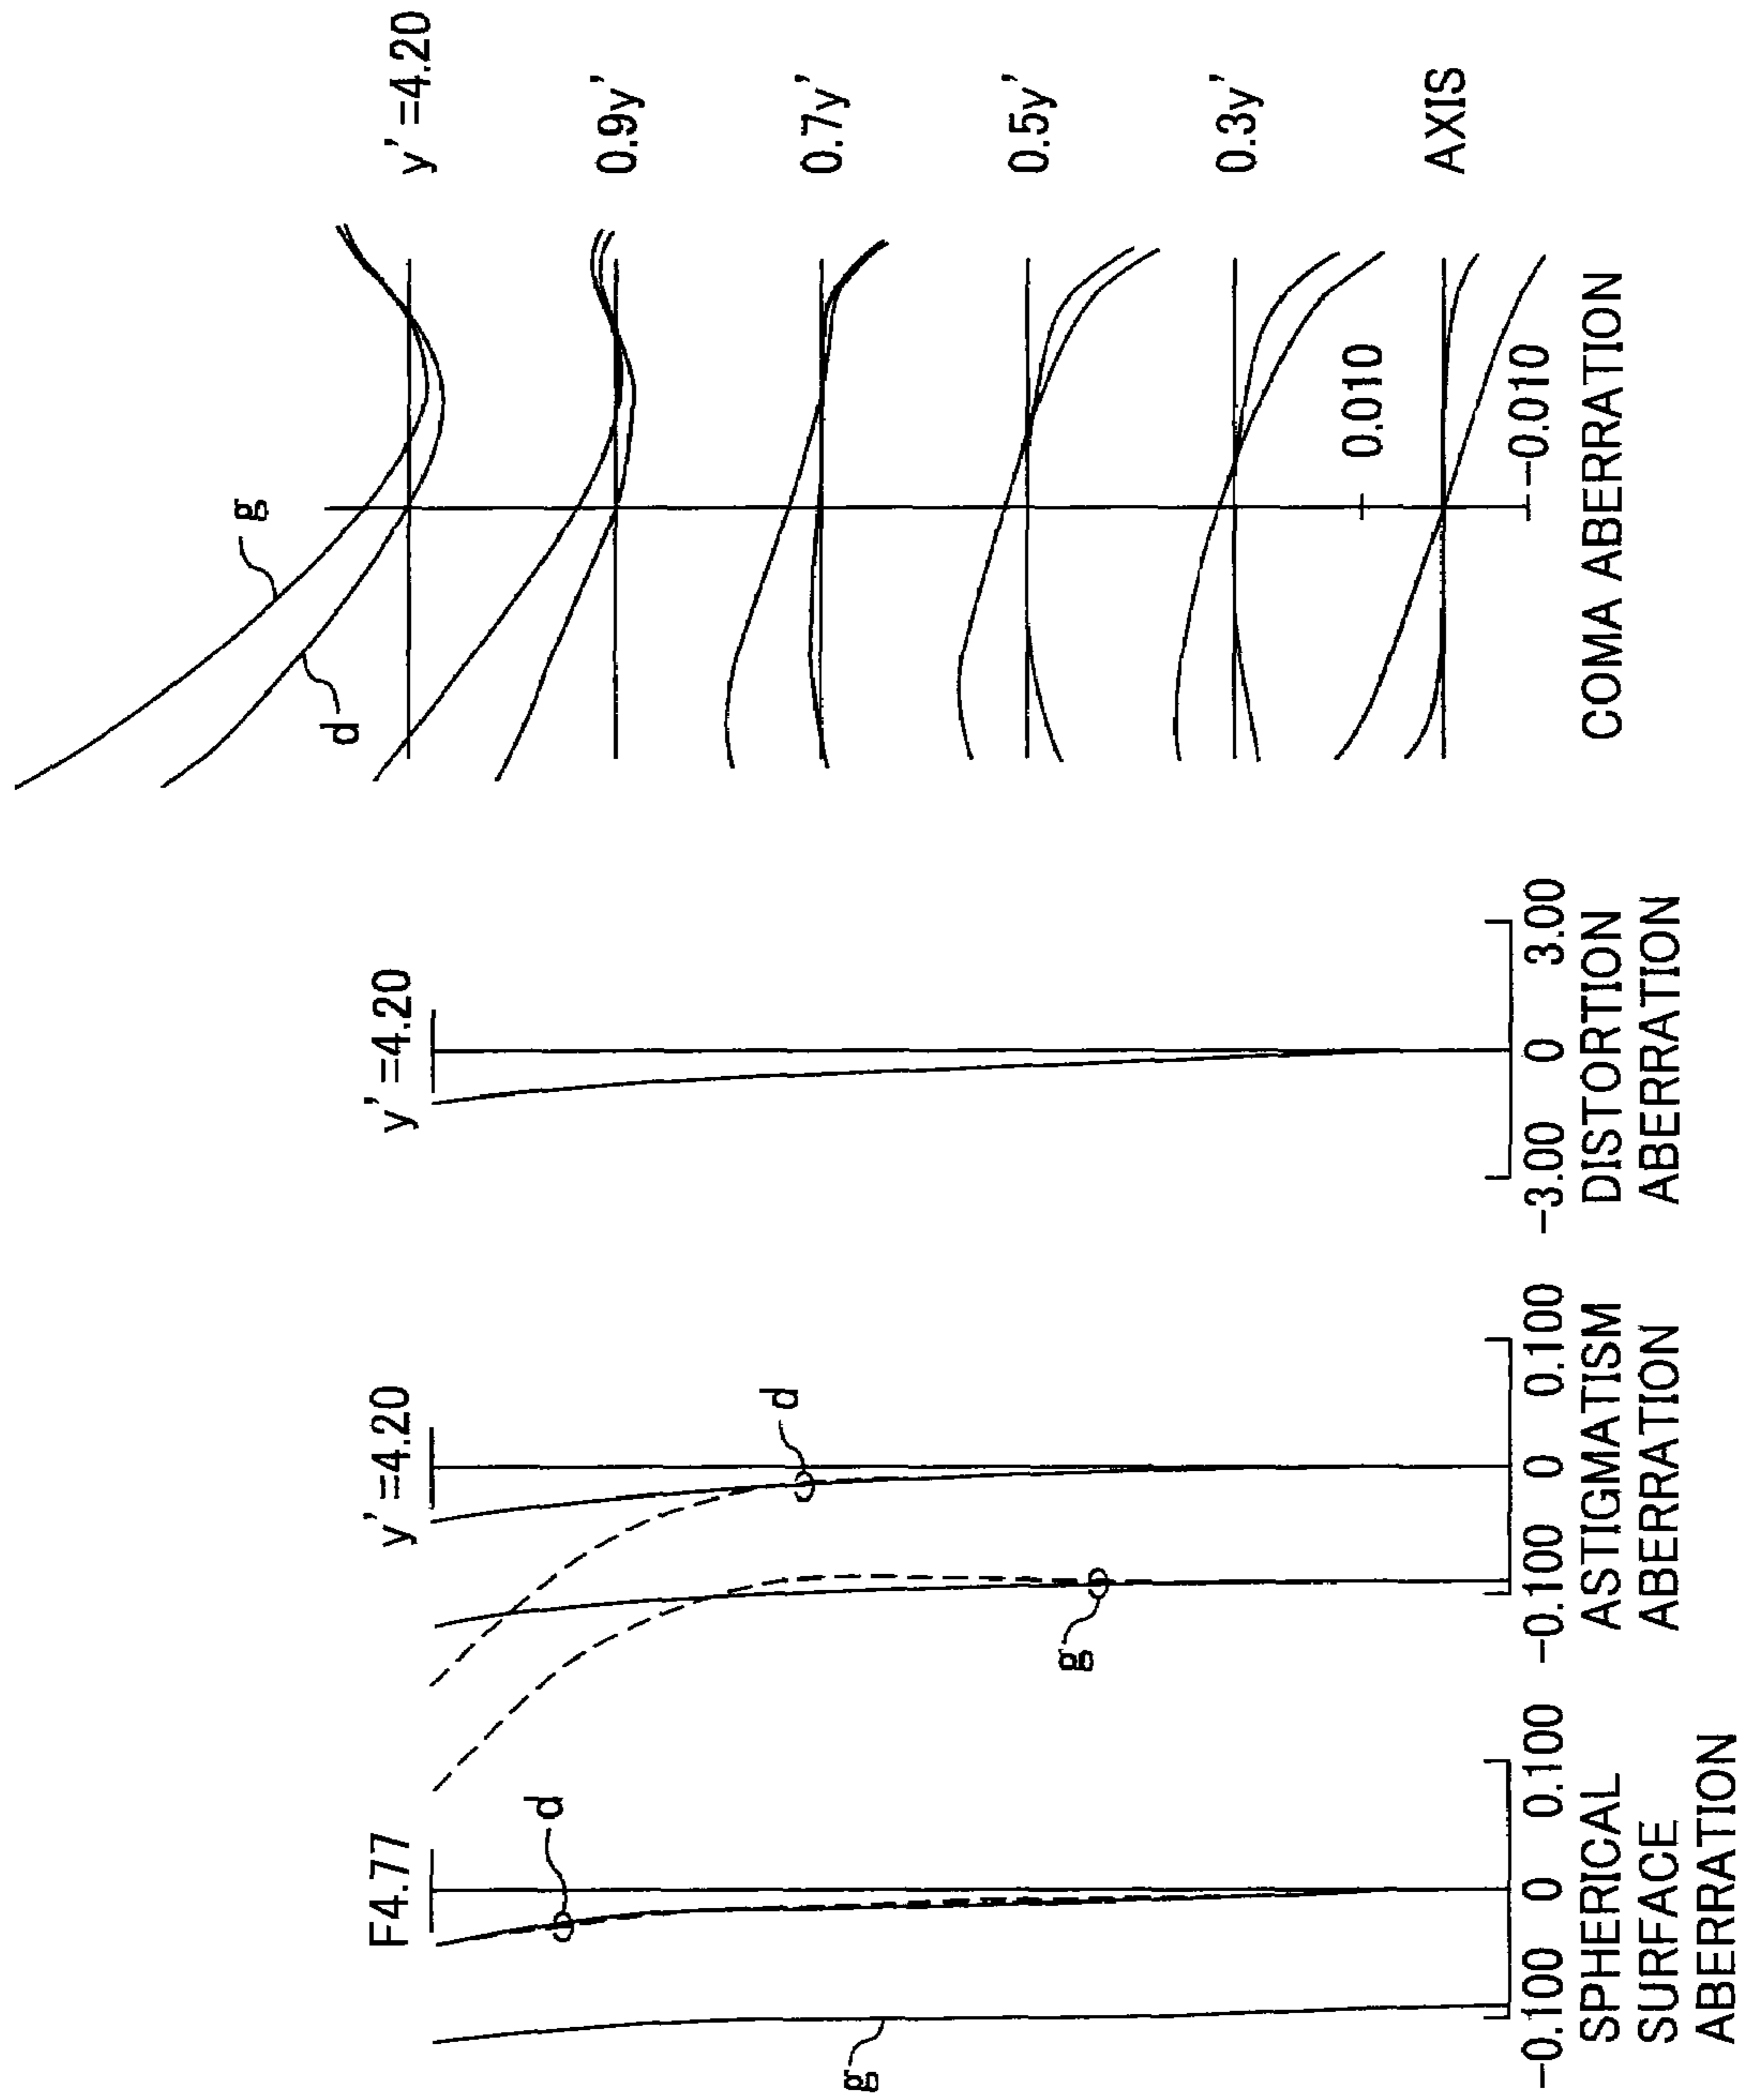 F4.77
d
g
-0.100 0 0.100
SPHERICAL
SURFACE
ABERRATION
y'=4.20
d
g
-0.100 0 0.100
ASTIGMATISM
ABERRATION
y'=4.20
-3.00 0 3.00
DISTORTION
ABERRATION
g
d
y'=4.20
0.9y'
0.7y'
0.5y'
0.3y'
AXIS
0.010
-0.010
COMA ABERRATION